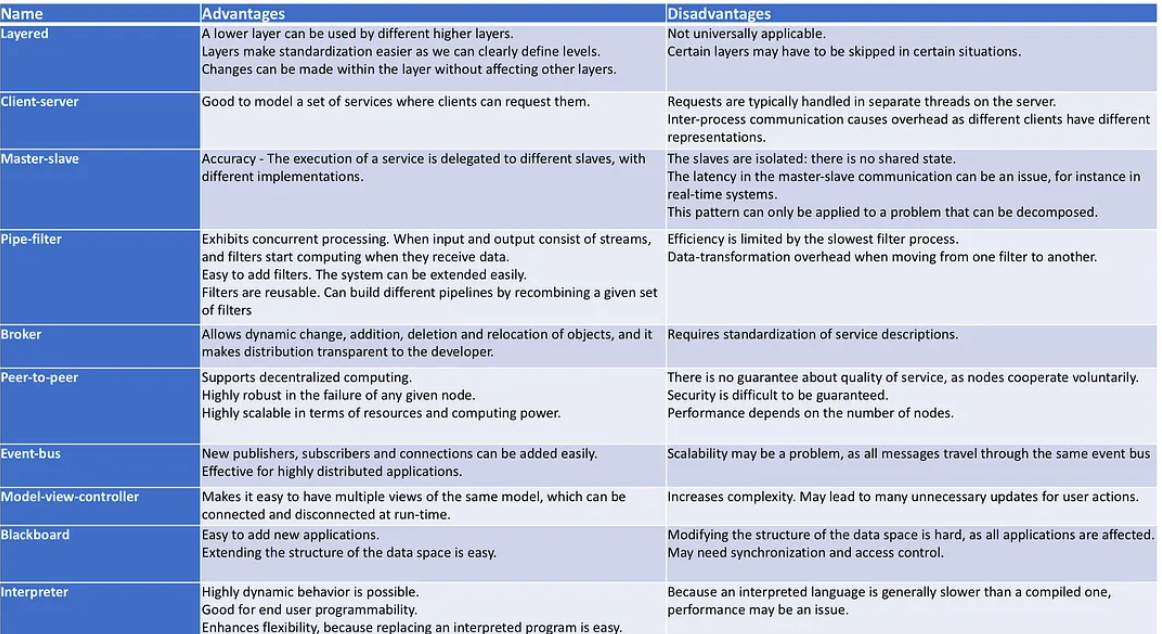 Name Advantages Disadvantages
Layered
A lower layer can be used by different higher layers.
Layers make standardization easier as we can clearly define levels.
Changes can be made within the layer without affecting other layers.
Not universally applicable.
Certain layers may have to be skipped in certain situations.
Client-server
Good to model a set of services where clients can request them.
Requests are typically handled in separate threads on the server.
Inter-process communication causes overhead as different clients have different
representations.
Master-slave
Accuracy - The execution of a service is delegated to different slaves, with
different implementations.
The slaves are isolated: there is no shared state.
The latency in the master-slave communication can be an issue, for instance in
real-time systems.
This pattern can only be applied to a problem that can be decomposed.
Pipe-filter
Exhibits concurrent processing. When input and output consist of streams,
and filters start computing when they receive data.
Easy to add filters. The system can be extended easily.
Filters are reusable. Can build different pipelines by recombining a given set
of filters
Efficiency is limited by the slowest filter process.
Data-transformation overhead when moving from one filter to another.
Broker
Allows dynamic change, addition, deletion and relocation of objects, and it
makes distribution transparent to the developer.
Requires standardization of service descriptions.
Peer-to-peer
Supports decentralized computing.
Highly robust in the failure of any given node.
Highly scalable in terms of resources and computing power.
There is no guarantee about quality of service, as nodes cooperate voluntarily.
Security is difficult to be guaranteed.
Performance depends on the number of nodes.
Event-bus
New publishers, subscribers and connections can be added easily.
Effective for highly distributed applications.
Scalability may be a problem, as all messages travel through the same event bus
Model-view-controller
Makes it easy to have multiple views of the same model, which can be
connected and disconnected at run-time.
Increases complexity. May lead to many unnecessary updates for user actions.
Blackboard
Easy to add new applications.
Extending the structure of the data space is easy.
Modifying the structure of the data space is hard, as all applications are affected.
May need synchronization and access control.
Interpreter
Highly dynamic behavior is possible.
Good for end user programmability.
Enhances flexibility, because replacing an interpreted program is easy.
Because an interpreted language is generally slower than a compiled one,
performance may be an issue.